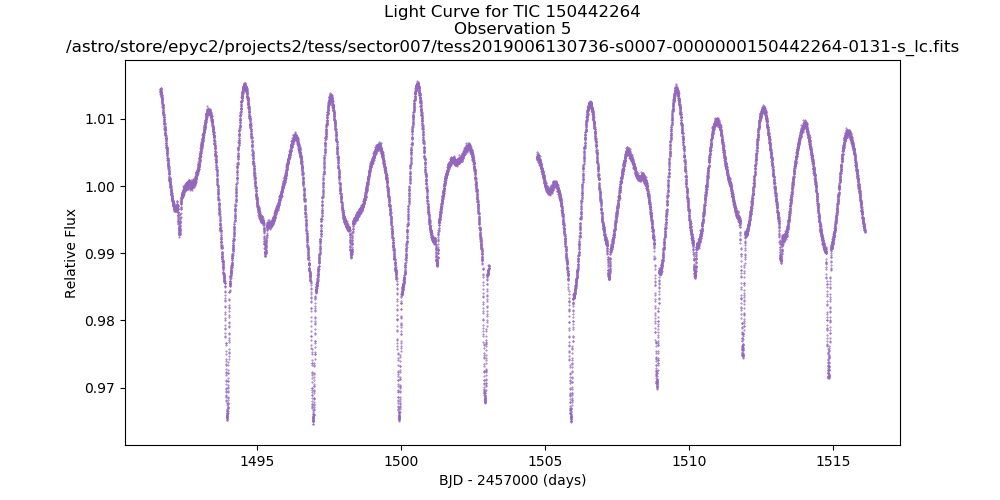 Light Curve for TIC 150442264
Observation 5
/astro/store/epyc2/projects2/tess/sector007/tess2019006130736-s0007-0000000150442264-0131-s_lc.fits
1.01
1.00
0.99
0.98
0.97
Relative Flux
1495
1500
1505
1510
1515
BJD - 2457000 (days)